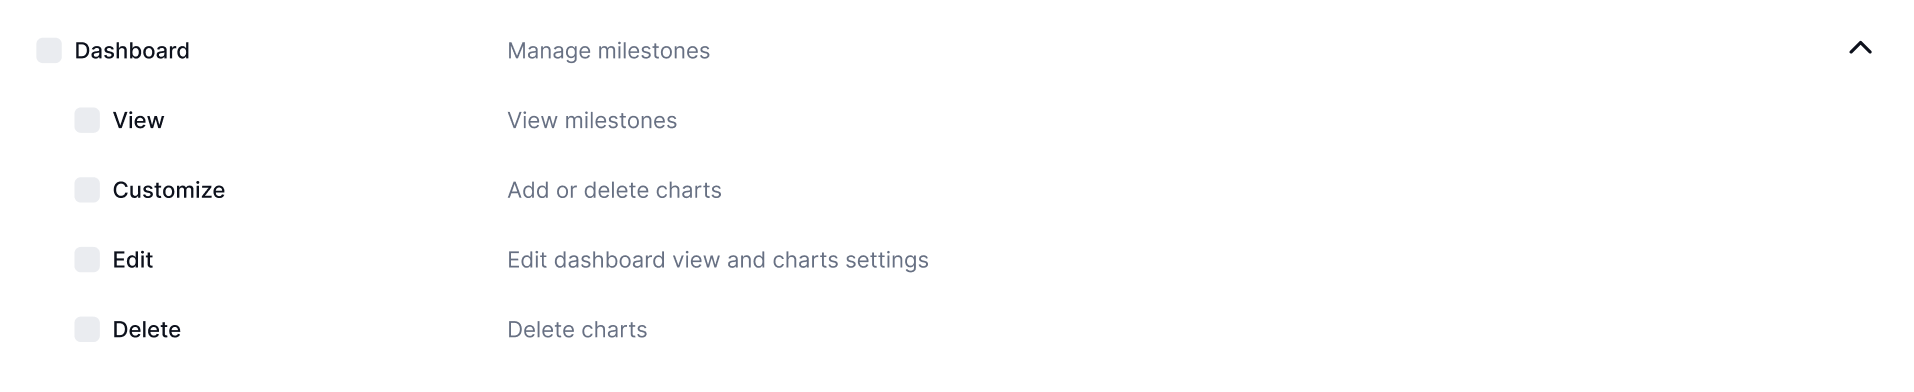 Dashboard Manage milestones
View View milestones
Customize Add or delete charts
Edit Edit dashboard view and charts settings
Delete Delete charts